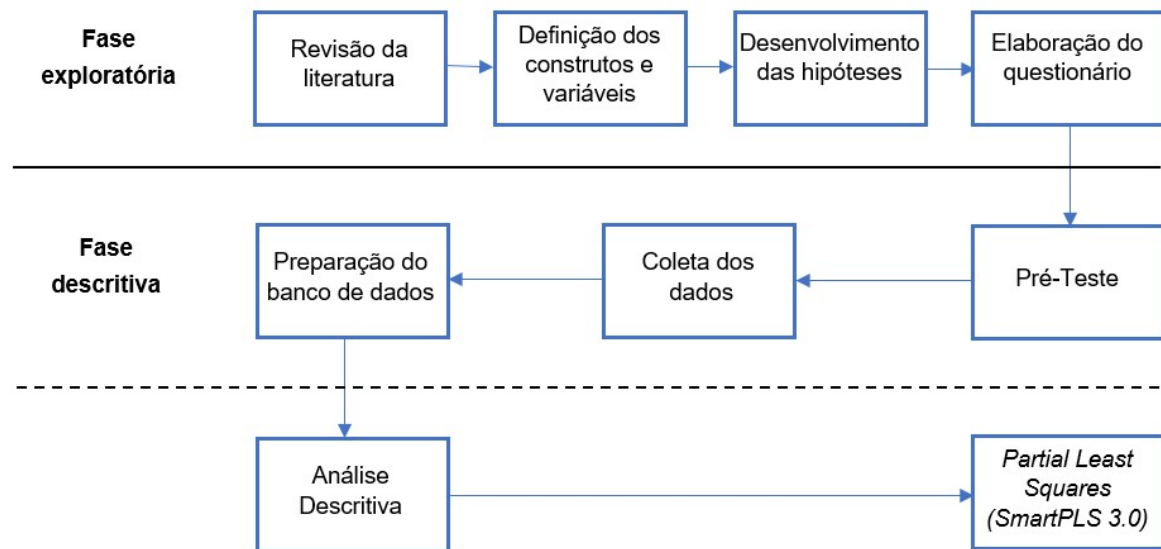 Fase
exploratória
Revisão da
literatura
Definição dos
construtos e
variáveis
Desenvolvimento
das hipóteses
Elaboração do
questionário
Fase
descritiva
Preparação do
banco de dados
Coleta dos
dados
Pré-Teste
Análise
Descritiva
Partial Least
Squares
(SmartPLS 3.0)